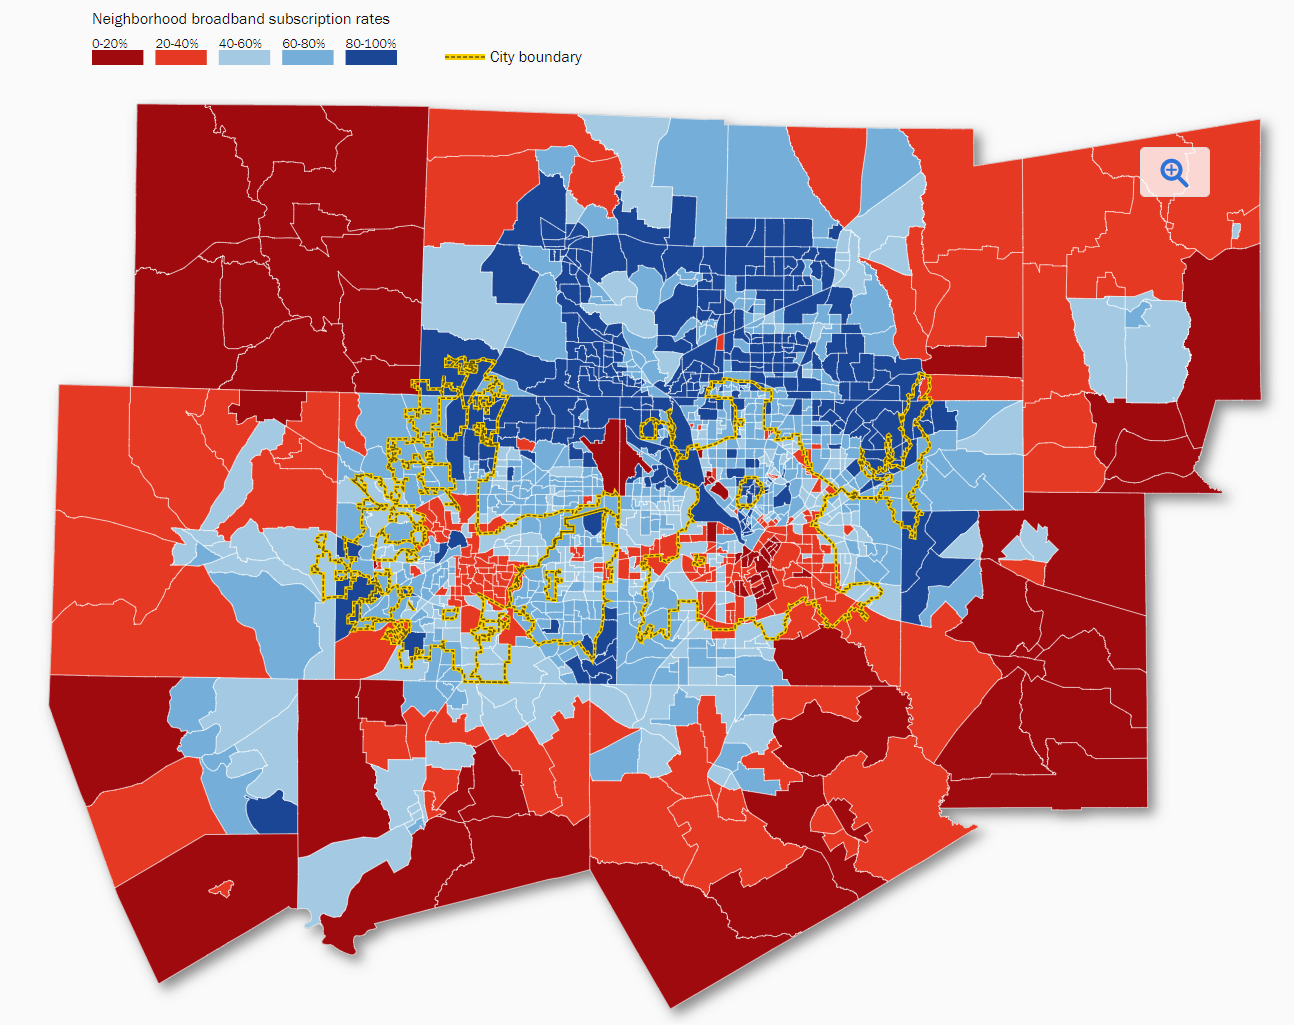 Neighborhood broadband subscription rates
0-20% 20-40% 40-60% 60-80% 80-100%
City boundary